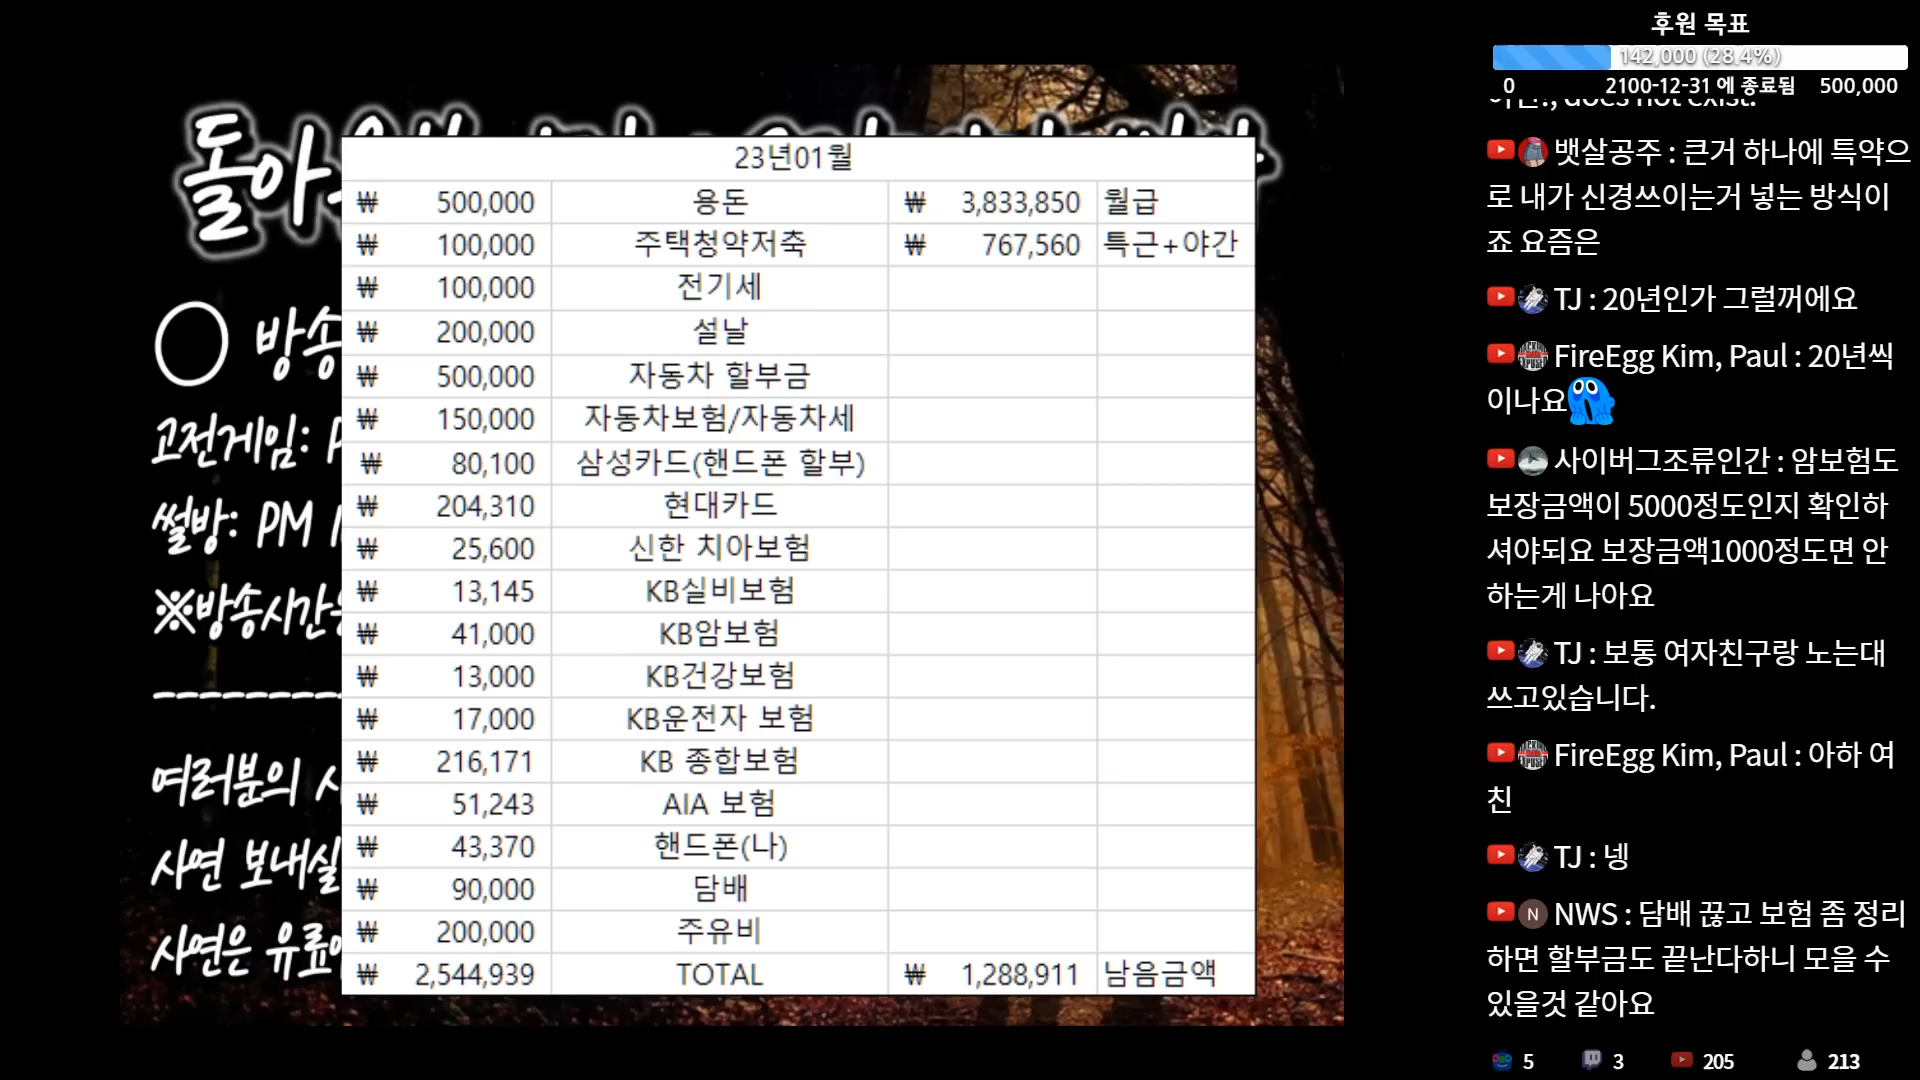 23년01월
₩ 500,000 용돈 ₩ 3,833,850 월급
₩ 100,000 주택청약저축 ₩ 767,560 특근+야간
₩ 100,000 전기세
₩ 200,000 설날
₩ 500,000 자동차 할부금
₩ 150,000 자동차보험/자동차세
₩ 80,100 삼성카드(핸드폰 할부)
₩ 204,310 현대카드
₩ 25,600 신한 치아보험
₩ 13,145 KB실비보험
₩ 41,000 KB암보험
₩ 13,000 KB건강보험
₩ 17,000 KB운전자 보험
₩ 216,171 KB 종합보험
₩ 51,243 AIA 보험
₩ 43,370 핸드폰(나)
₩ 90,000 담배
₩ 200,000 주유비
₩ 2,544,939 TOTAL ₩ 1,288,911 남음금액
돌아
방송
고전게임: P
썰방: PM 1
※방송시간
----------
여러분의 사
사연 보내실
사연은 유료
후원 목표
142,000 (28.4%)
0 2100-12-31 에 종료됨 500,000
does not exist.
뱃살공주 : 큰거 하나에 특약으
로 내가 신경쓰이는거 넣는 방식이
죠 요즘은
TJ : 20년인가 그럴꺼에요
FireEgg Kim, Paul : 20년씩
이나요
사이버그조류인간 : 암보험도
보장금액이 5000정도인지 확인하
셔야되요 보장금액1000정도면 안
하는게 나아요
TJ : 보통 여자친구랑 노는대
쓰고있습니다.
FireEgg Kim, Paul : 아하 여
친
TJ : 넹
N NWS : 담배 끊고 보험 좀 정리
하면 할부금도 끝난다하니 모을 수
있을것 같아요
5 3 205 213